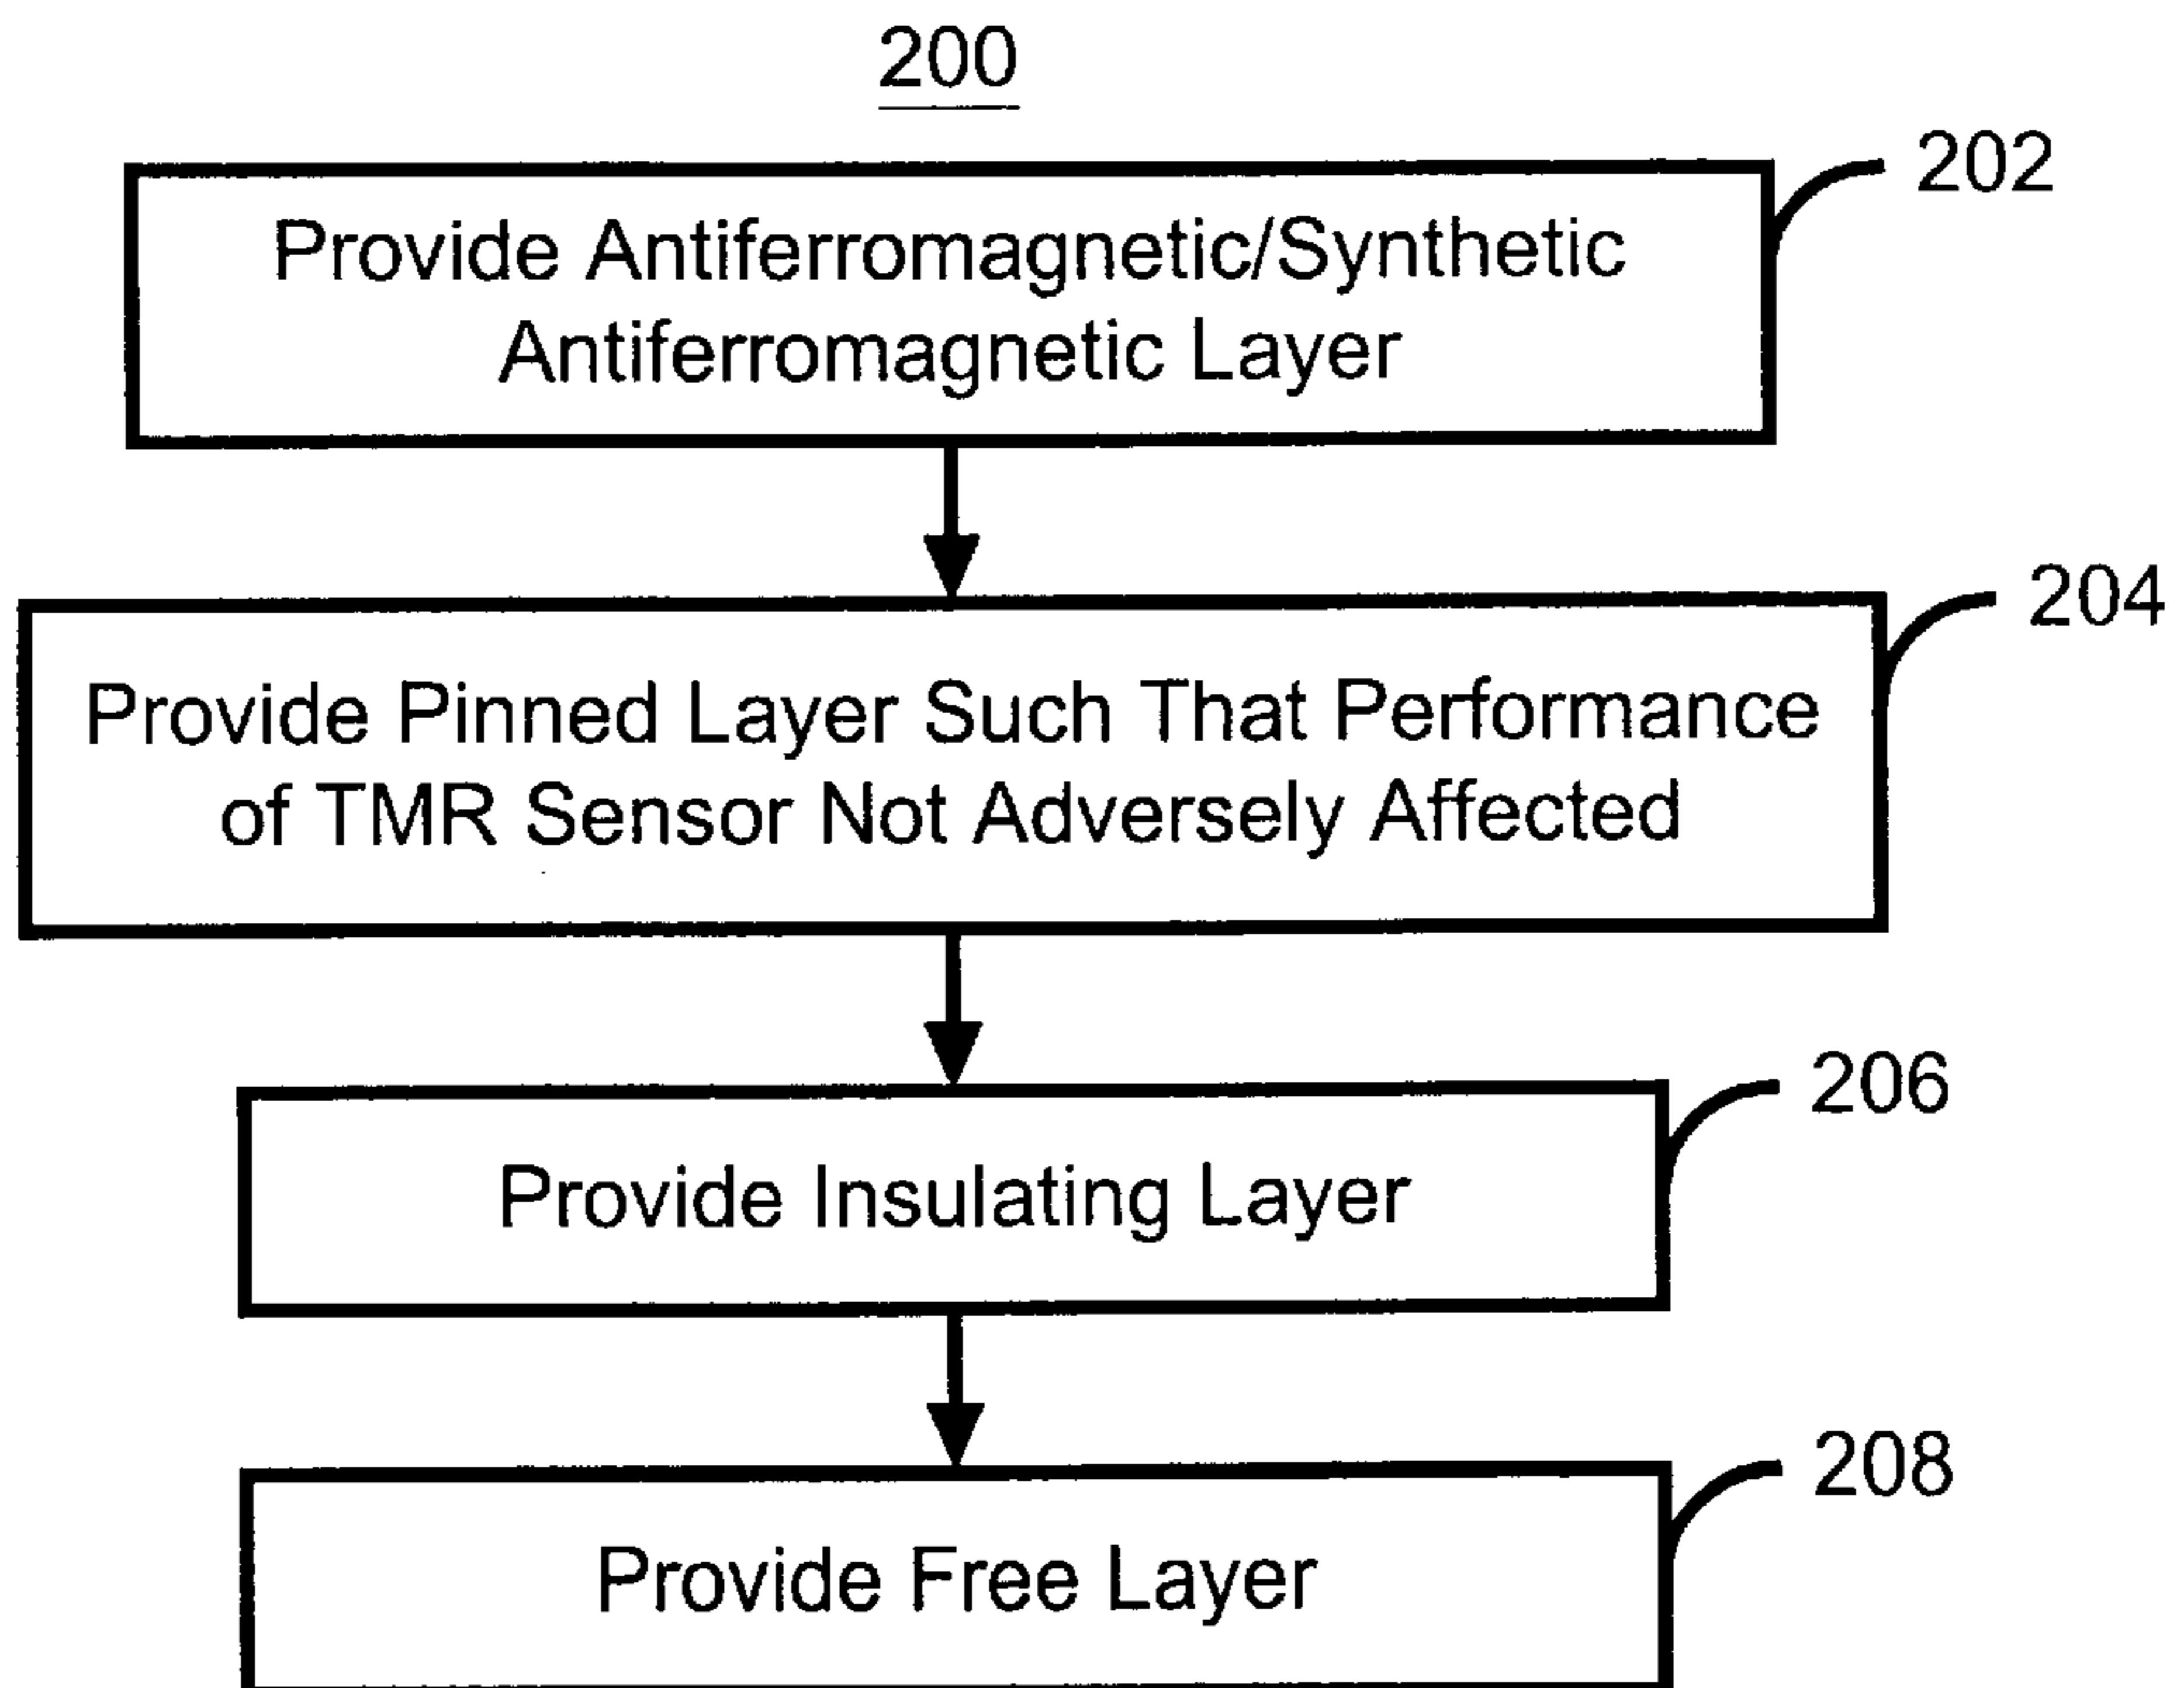 200
202
Provide Antiferromagnetic/Synthetic
Antiferromagnetic Layer
204
Provide Pinned Layer Such That Performance
of TMR Sensor Not Adversely Affected
206
Provide Insulating Layer
208
Provide Free Layer